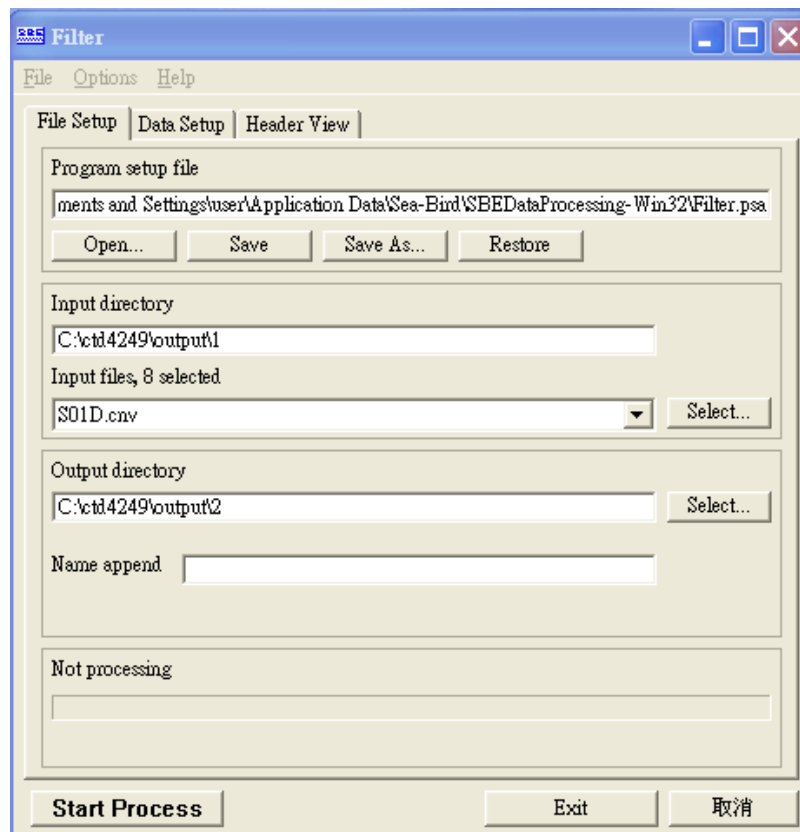 SBE Filter
File Options Help
File Setup Data Setup Header View
Program setup file
ments and Settings\user\Application Data\Sea-Bird\SBEDataProcessing-Win32\Filter.psa
Open... Save Save As... Restore
Input directory
C:\ctd4249\output\1
Input files, 8 selected
S01D.cnv Select...
Output directory
C:\ctd4249\output\2 Select...
Name append
Not processing
Start Process Exit 取消